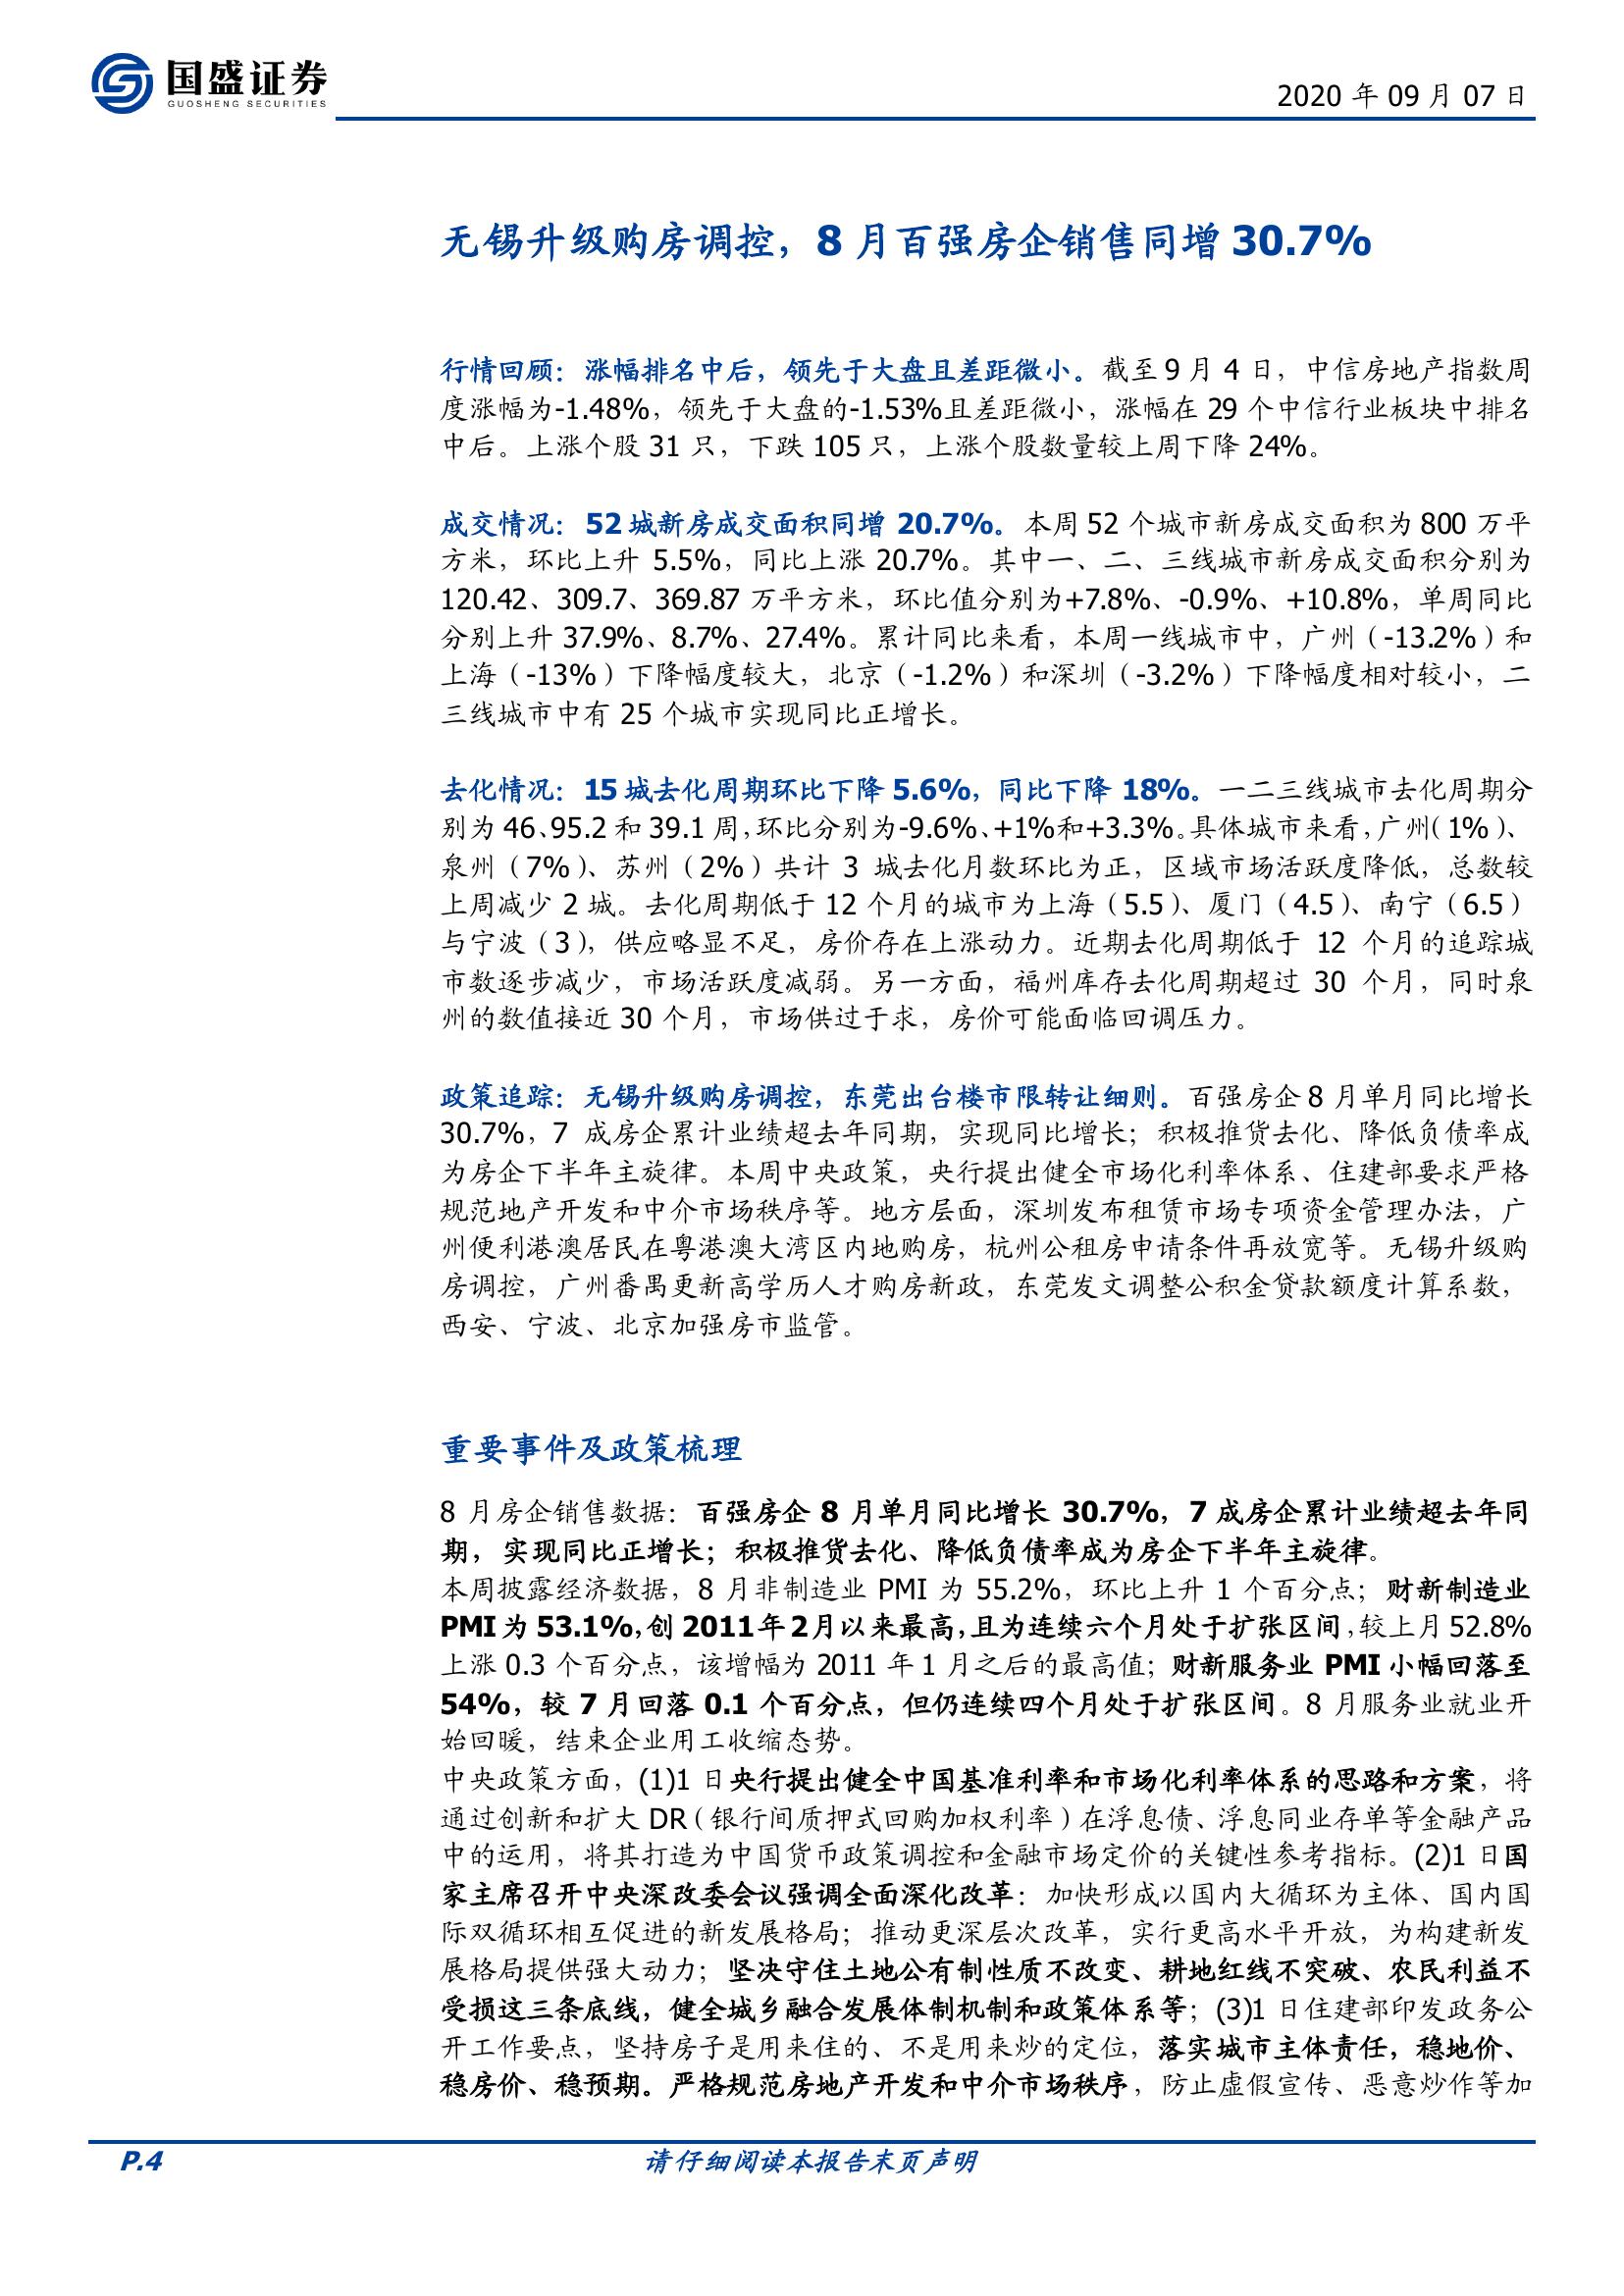 国盛证券
GUOSHENG SECURITIES
2020 年 09 月 07 日
无锡升级购房调控，8 月百强房企销售同增 30.7%
行情回顾：涨幅排名中后，领先于大盘且差距微小。截至 9 月 4 日，中信房地产指数周
度涨幅为-1.48%，领先于大盘的-1.53%且差距微小，涨幅在 29 个中信行业板块中排名
中后。上涨个股 31 只，下跌 105 只，上涨个股数量较上周下降 24%。
成交情况：52 城新房成交面积同增 20.7%。本周 52 个城市新房成交面积为 800 万平
方米，环比上升 5.5%，同比上涨 20.7%。其中一、二、三线城市新房成交面积分别为
120.42、309.7、369.87 万平方米，环比值分别为+7.8%、-0.9%、+10.8%，单周同比
分别上升 37.9%、8.7%、27.4%。累计同比来看，本周一线城市中，广州（-13.2%）和
上海（-13%）下降幅度较大，北京（-1.2%）和深圳（-3.2%）下降幅度相对较小，二
三线城市中有 25 个城市实现同比正增长。
去化情况：15 城去化周期环比下降 5.6%，同比下降 18%。一二三线城市去化周期分
别为 46、95.2 和 39.1 周，环比分别为-9.6%、+1%和+3.3%。具体城市来看，广州（1%）、
泉州（7%）、苏州（2%）共计 3 城去化月数环比为正，区域市场活跃度降低，总数较
上周减少 2 城。去化周期低于 12 个月的城市为上海（5.5）、厦门（4.5）、南宁（6.5）
与宁波（3），供应略显不足，房价存在上涨动力。近期去化周期低于 12 个月的追踪城
市数逐步减少，市场活跃度减弱。另一方面，福州库存去化周期超过 30 个月，同时泉
州的数值接近 30 个月，市场供过于求，房价可能面临回调压力。
政策追踪：无锡升级购房调控，东莞出台楼市限转让细则。百强房企 8 月单月同比增长
30.7%，7 成房企累计业绩超去年同期，实现同比增长；积极推货去化、降低负债率成
为房企下半年主旋律。本周中央政策，央行提出健全市场化利率体系、住建部要求严格
规范地产开发和中介市场秩序等。地方层面，深圳发布租赁市场专项资金管理办法，广
州便利港澳居民在粤港澳大湾区内地购房，杭州公租房申请条件再放宽等。无锡升级购
房调控，广州番禺更新高学历人才购房新政，东莞发文调整公积金贷款额度计算系数，
西安、宁波、北京加强房市监管。
重要事件及政策梳理
8 月房企销售数据：百强房企 8 月单月同比增长 30.7%，7 成房企累计业绩超去年同
期，实现同比正增长；积极推货去化、降低负债率成为房企下半年主旋律。
本周披露经济数据，8 月非制造业 PMI 为 55.2%，环比上升 1 个百分点；财新制造业
PMI 为 53.1%，创 2011 年 2 月以来最高，且为连续六个月处于扩张区间，较上月 52.8%
上涨 0.3 个百分点，该增幅为 2011 年 1 月之后的最高值；财新服务业 PMI 小幅回落至
54%，较 7 月回落 0.1 个百分点，但仍连续四个月处于扩张区间。8 月服务业就业开
始回暖，结束企业用工收缩态势。
中央政策方面，(1)1 日央行提出健全中国基准利率和市场化利率体系的思路和方案，将
通过创新和扩大 DR（银行间质押式回购加权利率）在浮息债、浮息同业存单等金融产品
中的运用，将其打造为中国货币政策调控和金融市场定价的关键性参考指标。(2)1 日国
家主席召开中央深改委会议强调全面深化改革：加快形成以国内大循环为主体、国内国
际双循环相互促进的新发展格局；推动更深层次改革，实行更高水平开放，为构建新发
展格局提供强大动力；坚决守住土地公有制性质不改变、耕地红线不突破、农民利益不
受损这三条底线，健全城乡融合发展体制机制和政策体系等；(3)1 日住建部印发政务公
开工作要点，坚持房子是用来住的、不是用来炒的定位，落实城市主体责任，稳地价、
稳房价、稳预期。严格规范房地产开发和中介市场秩序，防止虚假宣传、恶意炒作等加
P.4
请仔细阅读本报告末页声明